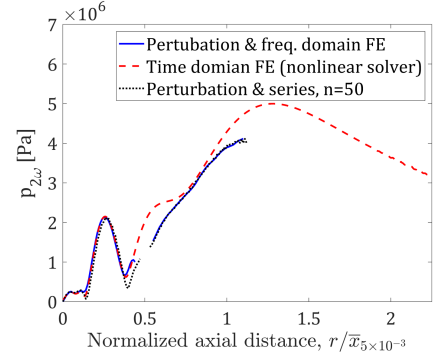 ×10⁶
7
6
5
4
3
2
1
0
p₂ω [Pa]
Pertubation & freq. domain FE
Time domian FE (nonlinear solver)
Perturbation & series, n=50
0 0.5 1 1.5 2
Normalized axial distance, r/x̅₅×₁₀⁻³